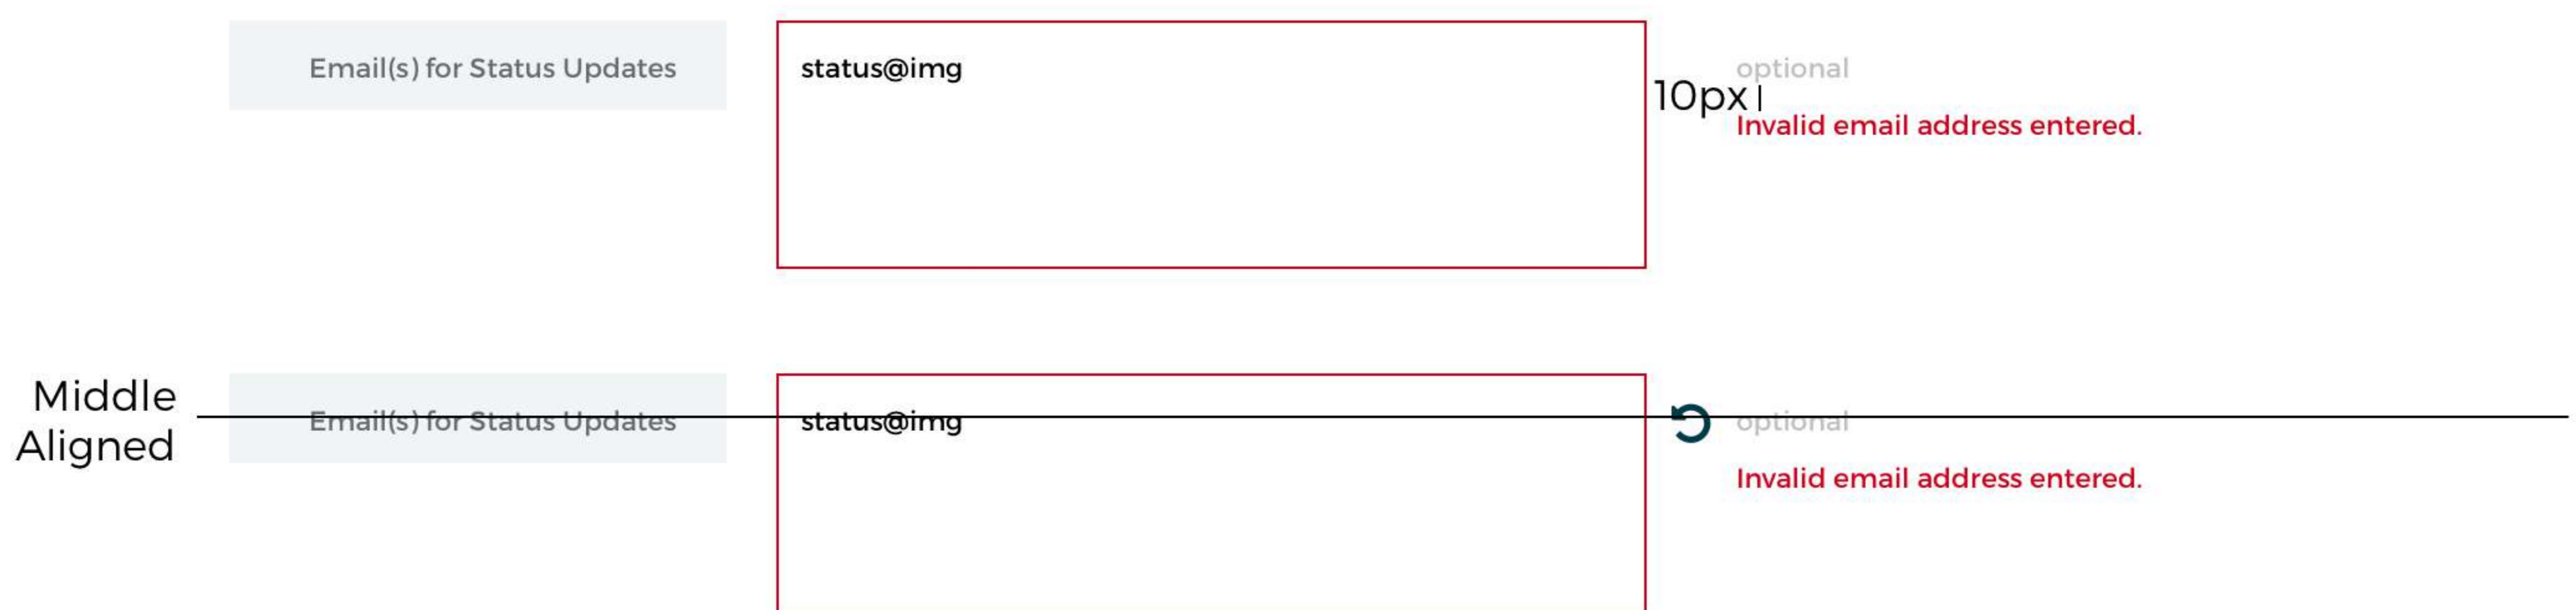 Email(s) for Status Updates
status@img
optional
10px
Invalid email address entered.
Middle
Aligned
Email(s) for Status Updates
status@img
optional
Invalid email address entered.